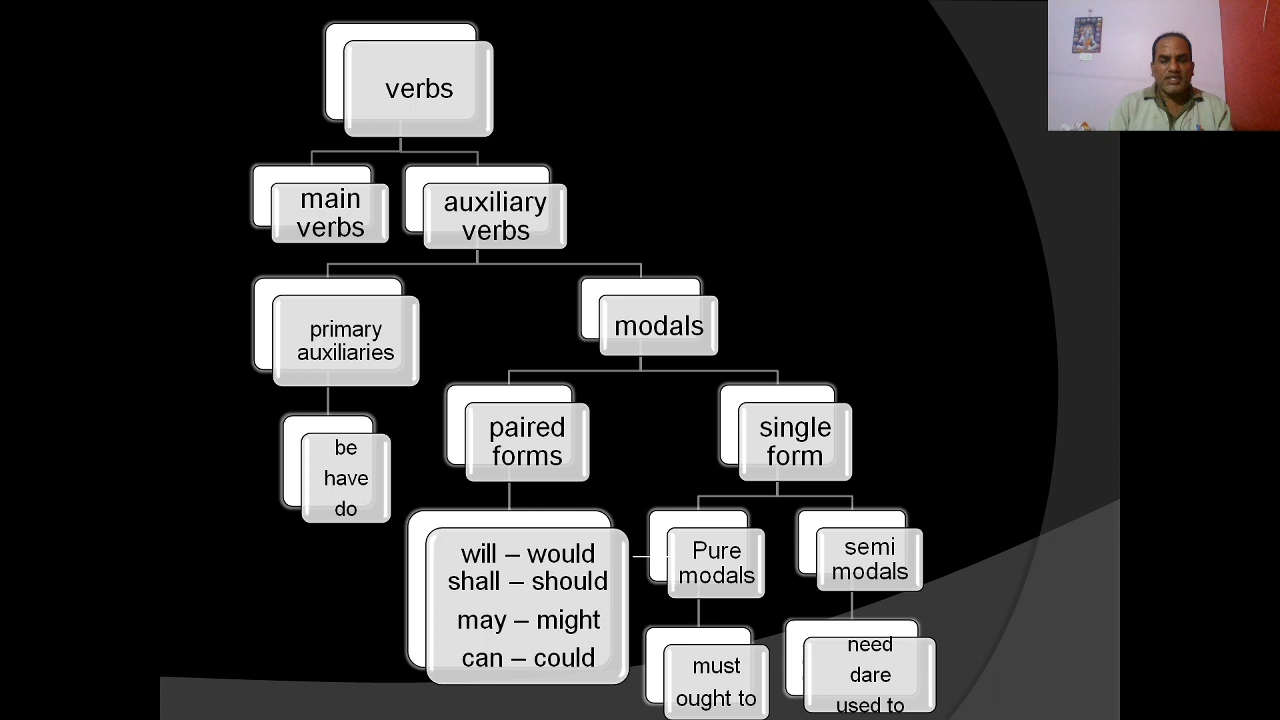 verbs
main
verbs
auxiliary
verbs
primary
auxiliaries
modals
be
have
do
paired
forms
single
form
will – would
shall – should
may – might
can – could
Pure
modals
semi
modals
must
ought to
need
dare
used to